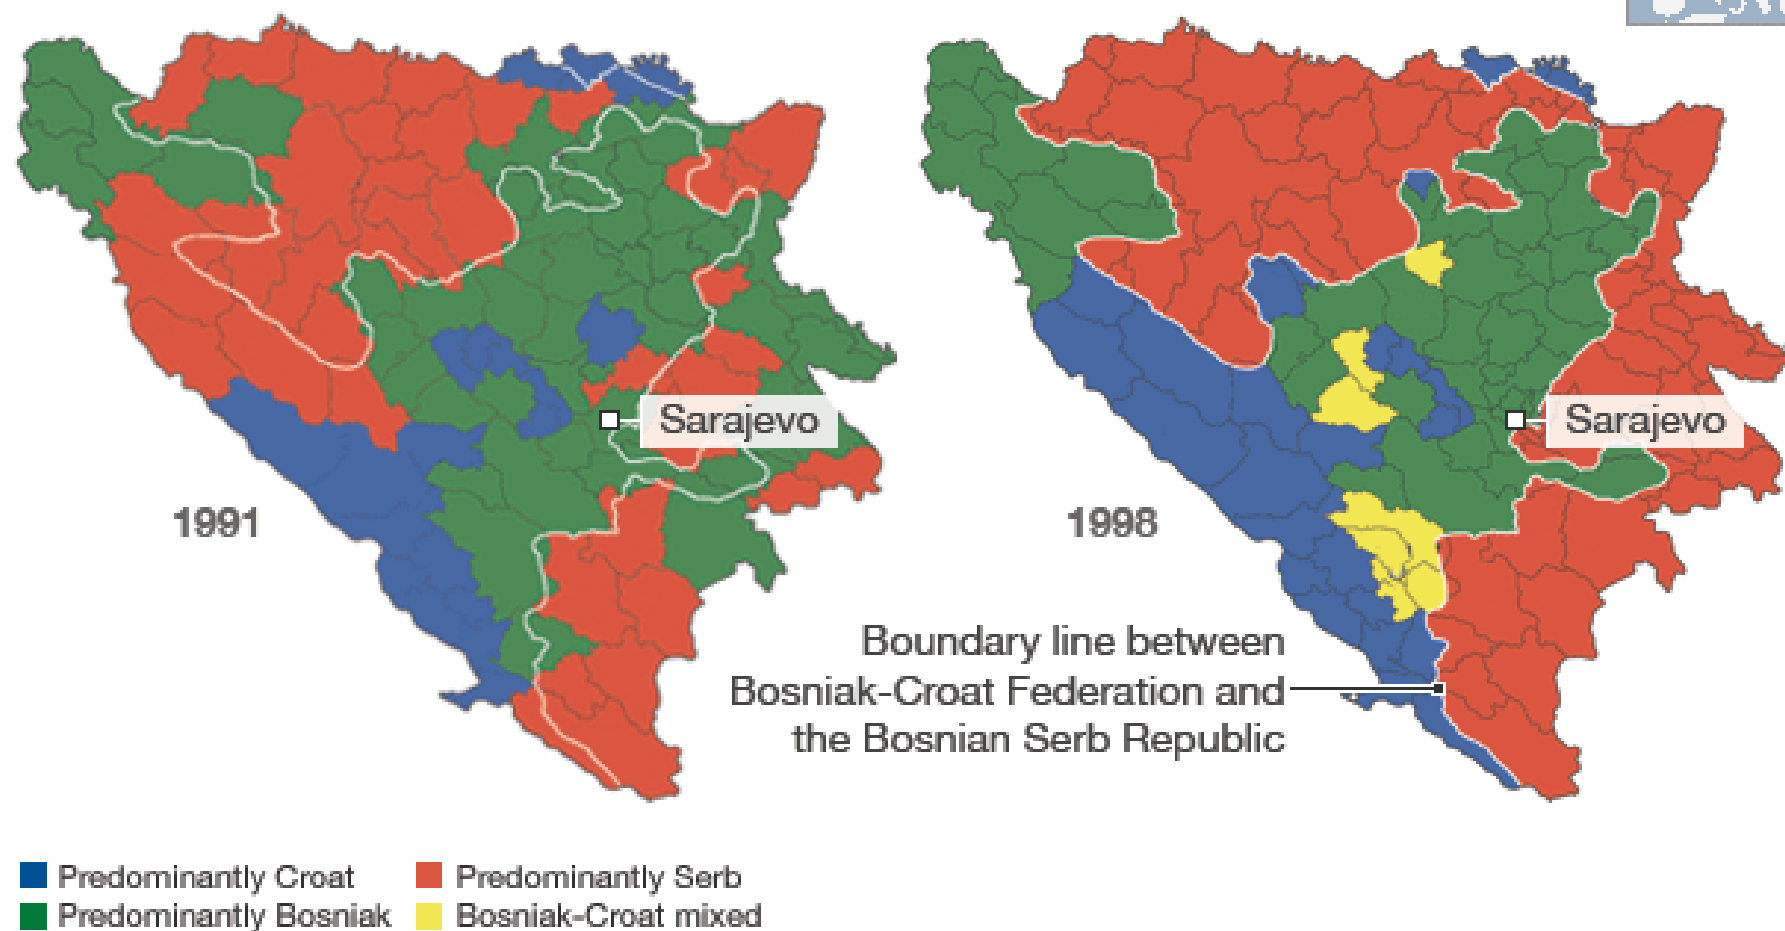 Sarajevo
Sarajevo
1991
1998
Boundary line between
Bosniak-Croat Federation and
the Bosnian Serb Republic
Predominantly Croat
Predominantly Serb
Predominantly Bosniak
Bosniak-Croat mixed